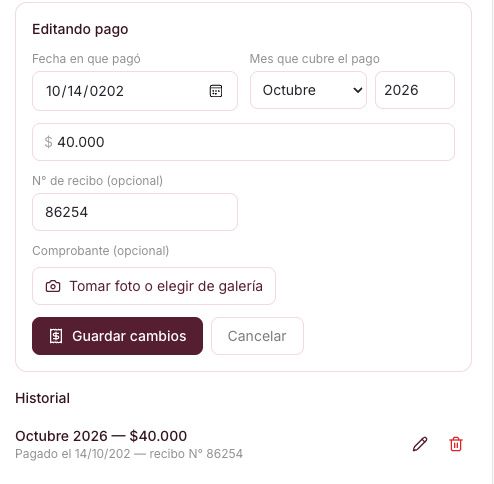 Editando pago
Fecha en que pagó
Mes que cubre el pago
10/14/0202
Octubre
2026
$ 40.000
N° de recibo (opcional)
86254
Comprobante (opcional)
Tomar foto o elegir de galería
Guardar cambios
Cancelar
Historial
Octubre 2026 — $40.000
Pagado el 14/10/202 — recibo N° 86254